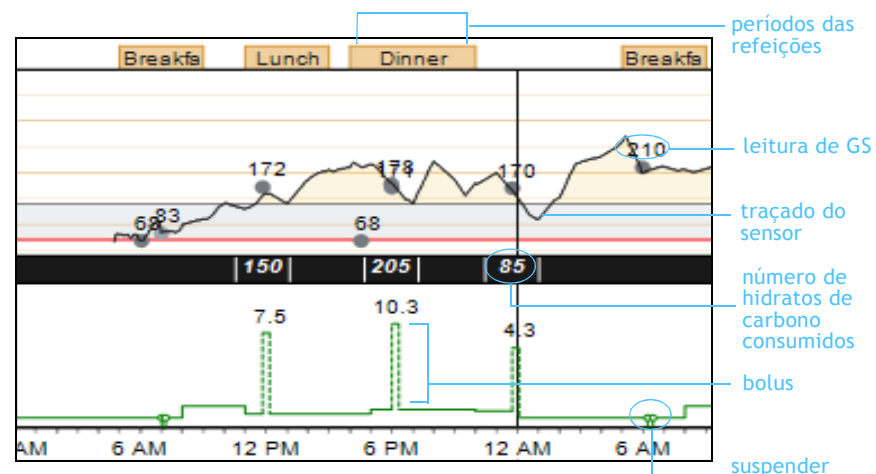 períodos das
refeições
Breakfa Lunch Dinner Breakfa
leitura de GS
172 170 210
68 83 68
traçado do
sensor
150 205 85
número de
hidratos de
carbono
consumidos
7.5 10.3 4.3
bolus
AM 6 AM 12 PM 6 PM 12 AM 6 AM
suspender